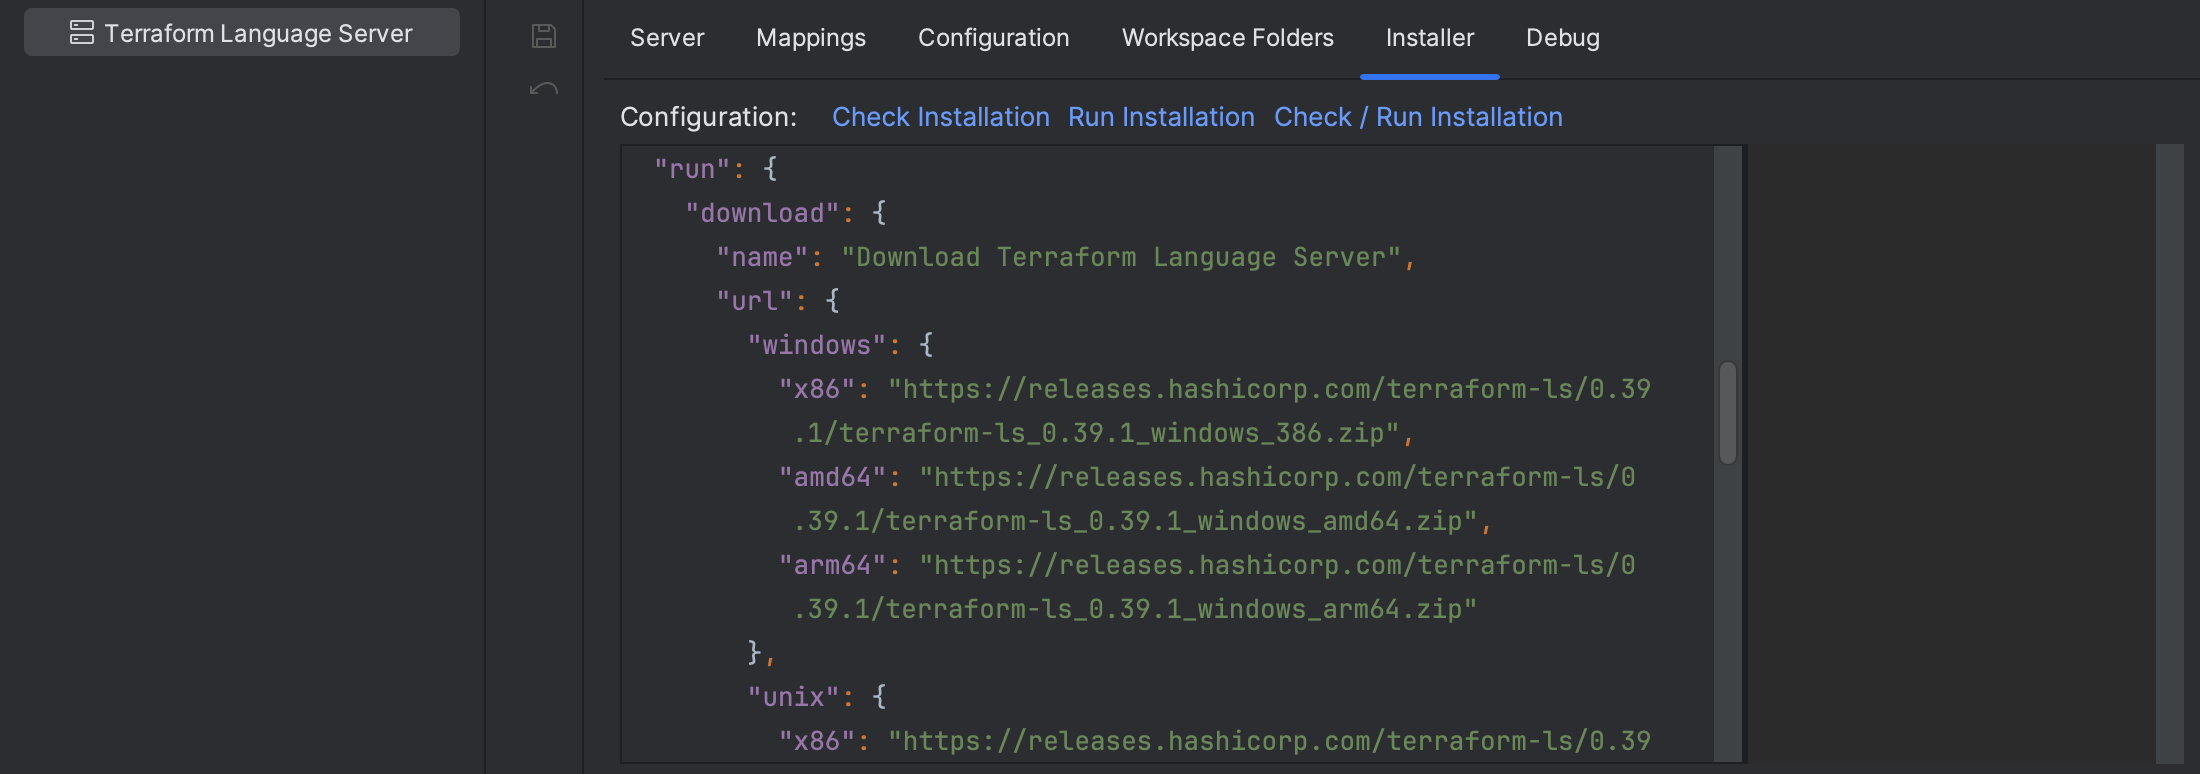 Terraform Language Server
Server Mappings Configuration Workspace Folders Installer Debug
Configuration: Check Installation Run Installation Check / Run Installation
"run": {
"download": {
"name": "Download Terraform Language Server",
"url": {
"windows": {
"x86": "https://releases.hashicorp.com/terraform-ls/0.39
.1/terraform-ls_0.39.1_windows_386.zip",
"amd64": "https://releases.hashicorp.com/terraform-ls/0
.39.1/terraform-ls_0.39.1_windows_amd64.zip",
"arm64": "https://releases.hashicorp.com/terraform-ls/0
.39.1/terraform-ls_0.39.1_windows_arm64.zip"
},
"unix": {
"x86": "https://releases.hashicorp.com/terraform-ls/0.39